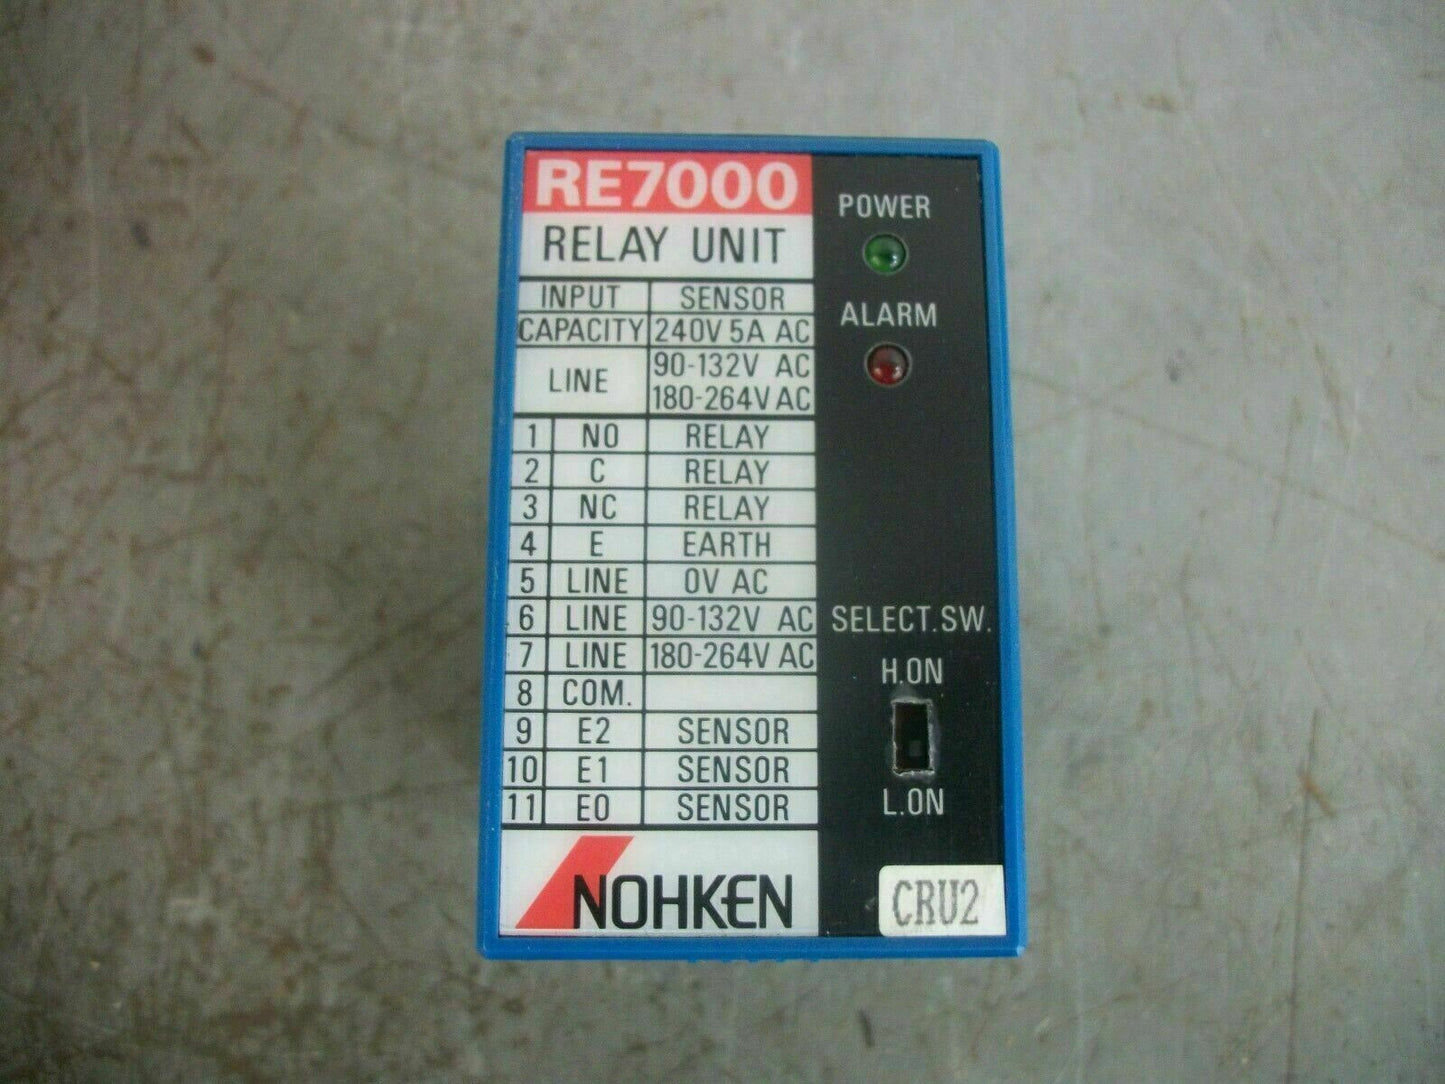 RE7000
RELAY UNIT
INPUT SENSOR
CAPACITY 240V 5A AC
LINE 90-132V AC
180-264V AC
1 NO RELAY
2 C RELAY
3 NC RELAY
4 E EARTH
5 LINE 0V AC
6 LINE 90-132V AC
7 LINE 180-264V AC
8 COM.
9 E2 SENSOR
10 E1 SENSOR
11 E0 SENSOR
NOHKEN
POWER
ALARM
SELECT.SW.
H.ON
L.ON
CRU2